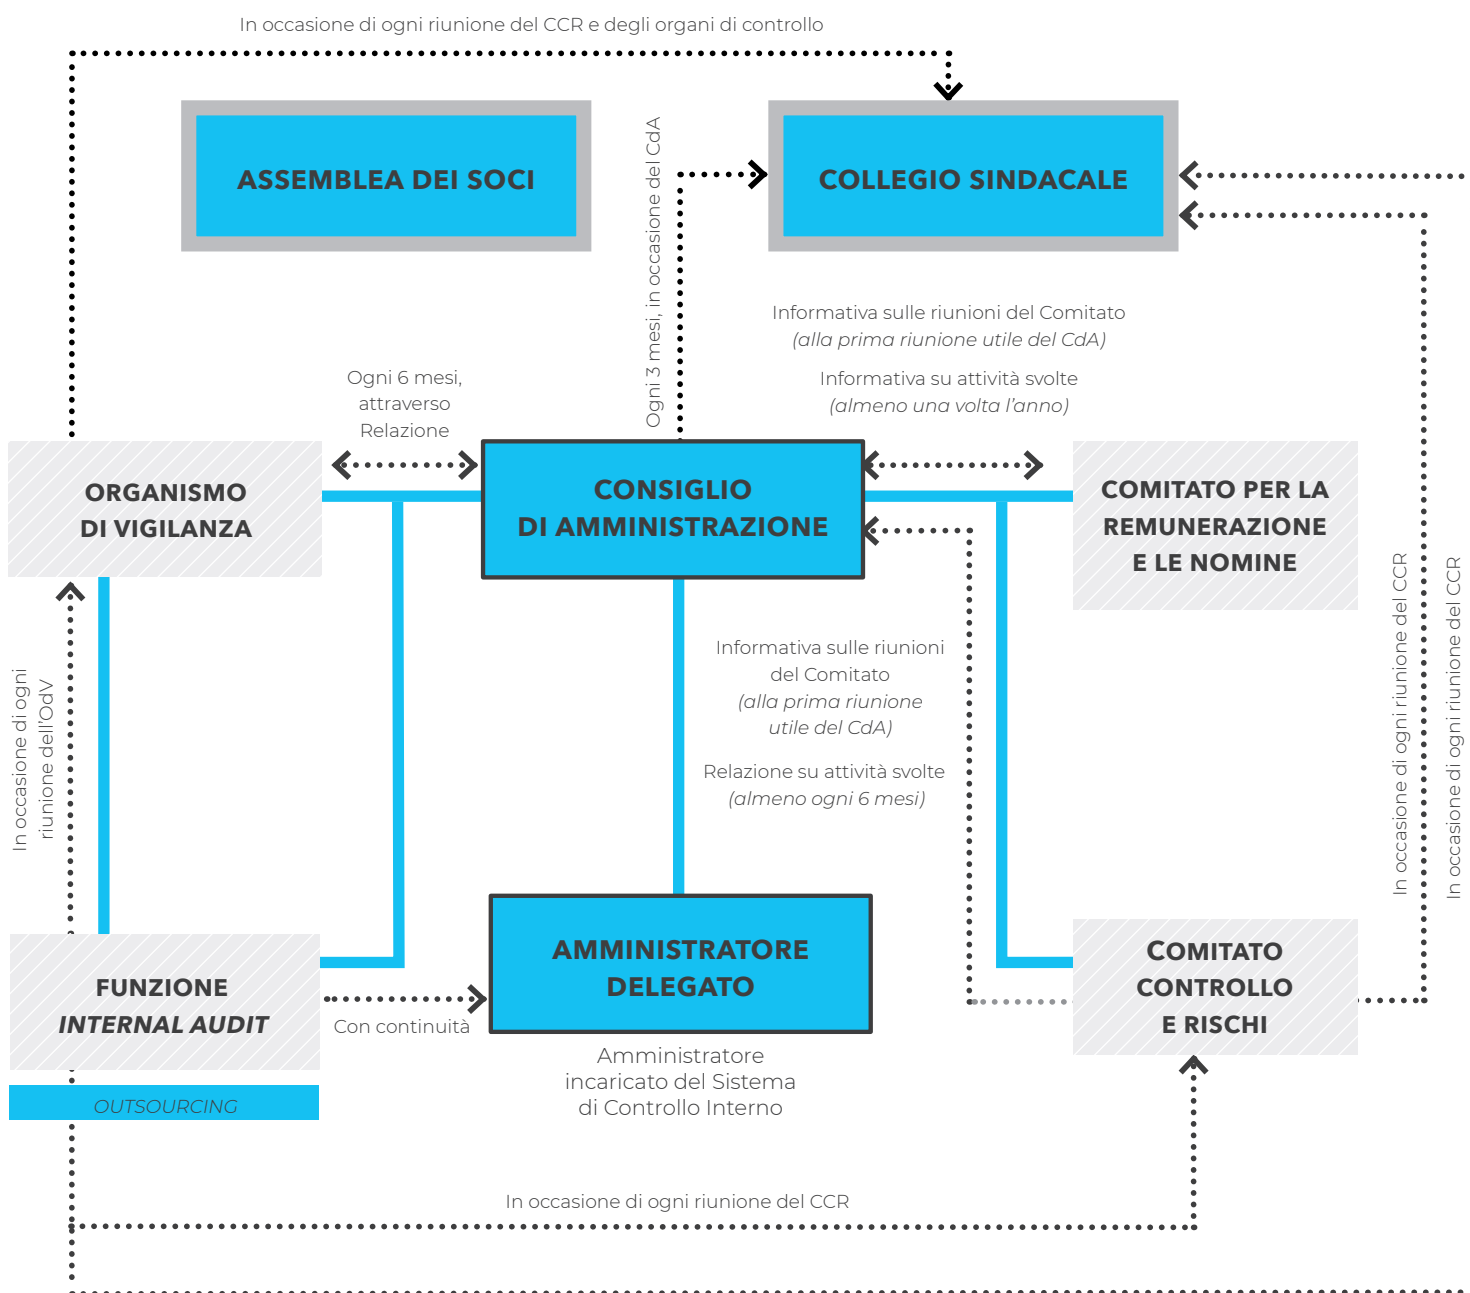 In occasione di ogni riunione del CCR e degli organi di controllo
ASSEMBLEA DEI SOCI
COLLEGIO SINDACALE
Ogni 3 mesi, in occasione del CdA
Informativa sulle riunioni del Comitato
(alla prima riunione utile del CdA)
Informativa su attività svolte
(almeno una volta l’anno)
Ogni 6 mesi,
attraverso
Relazione
ORGANISMO
DI VIGILANZA
CONSIGLIO
DI AMMINISTRAZIONE
COMITATO PER LA
REMUNERAZIONE
E LE NOMINE
In occasione di ogni
riunione dell’OdV
Informativa sulle riunioni
del Comitato
(alla prima riunione
utile del CdA)
Relazione su attività svolte
(almeno ogni 6 mesi)
In occasione di ogni riunione del CCR
In occasione di ogni riunione del CCR
FUNZIONE
INTERNAL AUDIT
OUTSOURCING
Con continuità
AMMINISTRATORE
DELEGATO
Amministratore
incaricato del Sistema
di Controllo Interno
COMITATO
CONTROLLO
E RISCHI
In occasione di ogni riunione del CCR